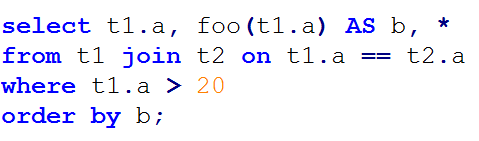 select t1.a, foo(t1.a) AS b, *
from t1 join t2 on t1.a == t2.a
where t1.a > 20
order by b;